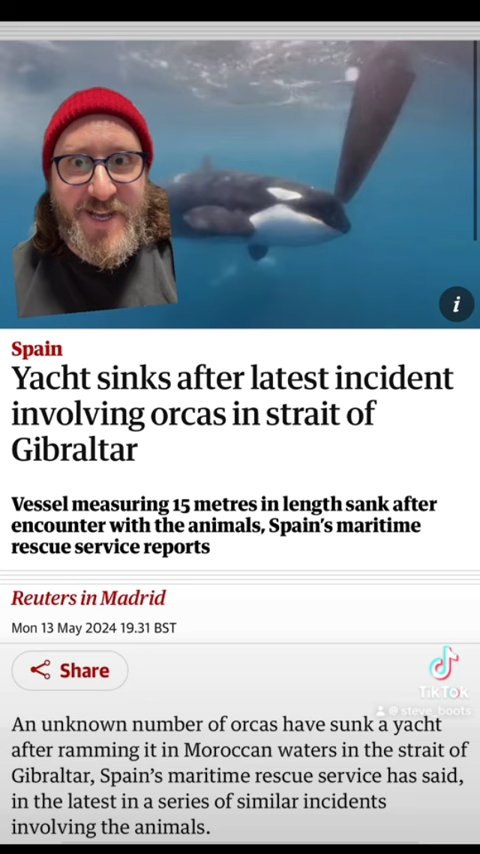 i
Spain
Yacht sinks after latest incident
involving orcas in strait of
Gibraltar
Vessel measuring 15 metres in length sank after
encounter with the animals, Spain's maritime
rescue service reports
Reuters in Madrid
Mon 13 May 2024 19.31 BST
Share
TikTok
@steve_boots
An unknown number of orcas have sunk a yacht
after ramming it in Moroccan waters in the strait of
Gibraltar, Spain's maritime rescue service has said,
in the latest in a series of similar incidents
involving the animals.